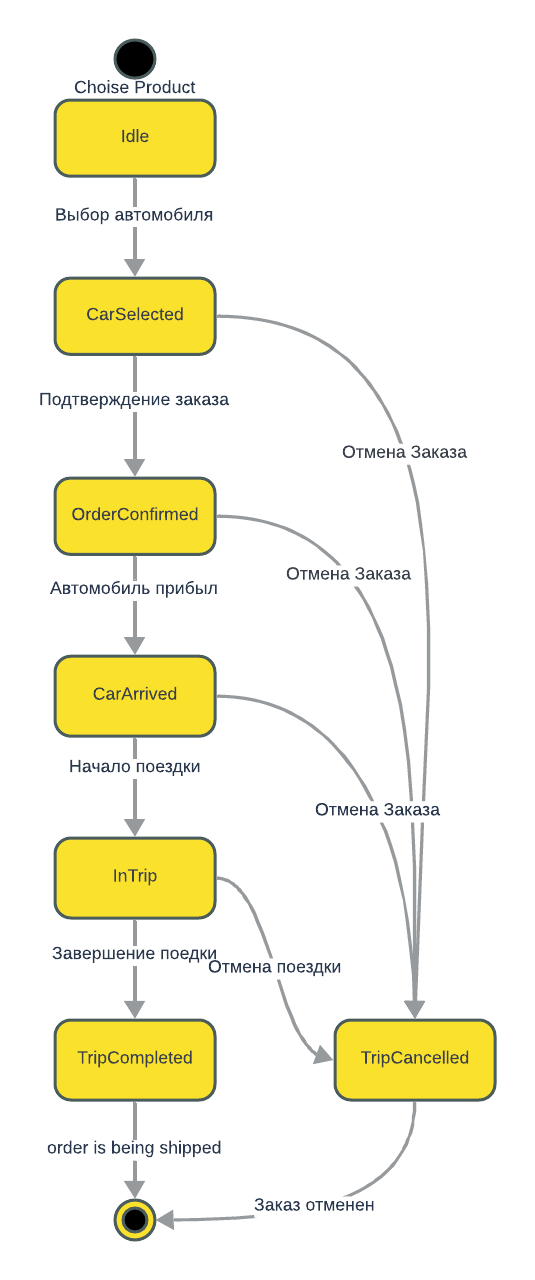 Choise Product
Idle
Выбор автомобиля
CarSelected
Подтверждение заказа
Отмена Заказа
OrderConfirmed
Отмена Заказа
Автомобиль прибыл
CarArrived
Начало поездки
Отмена Заказа
InTrip
Завершение поедки
Отмена поездки
TripCompleted
TripCancelled
order is being shipped
Заказ отменен